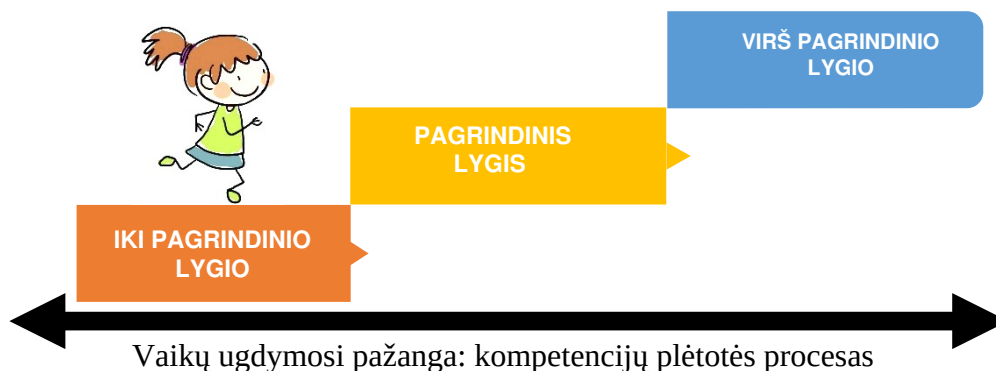 VIRŠ PAGRINDINIO
LYGIO
PAGRINDINIS
LYGIS
IKI PAGRINDINIO
LYGIO
Vaikų ugdymosi pažanga: kompetencijų plėtotės procesas